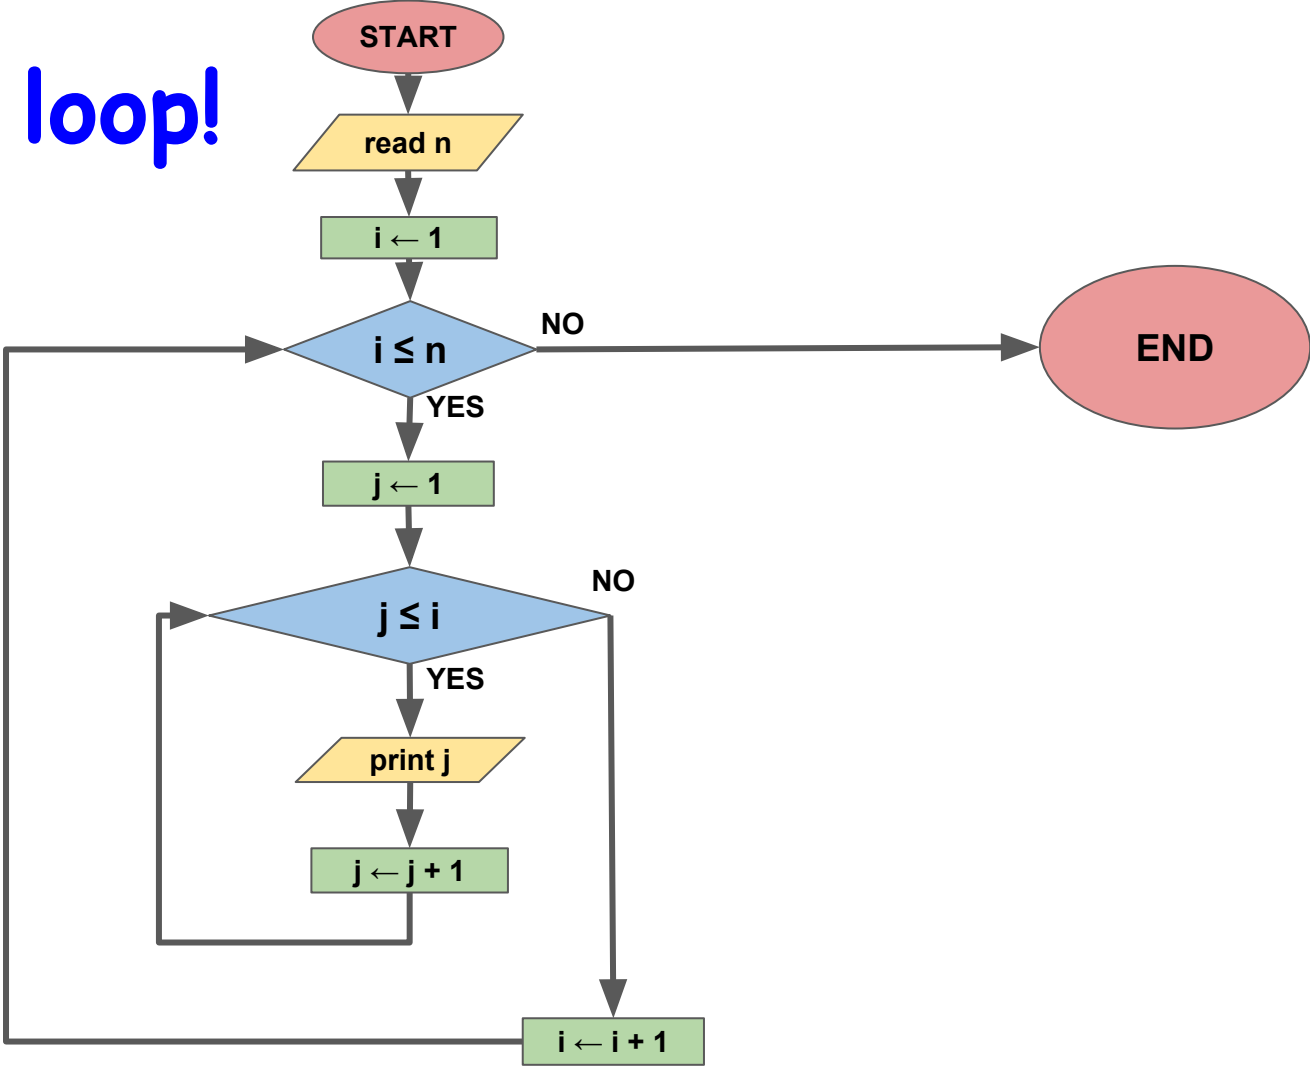 START
loop!
read n
i ← 1
NO
i ≤ n
END
YES
j ← 1
NO
j ≤ i
YES
print j
j ← j + 1
i ← i + 1